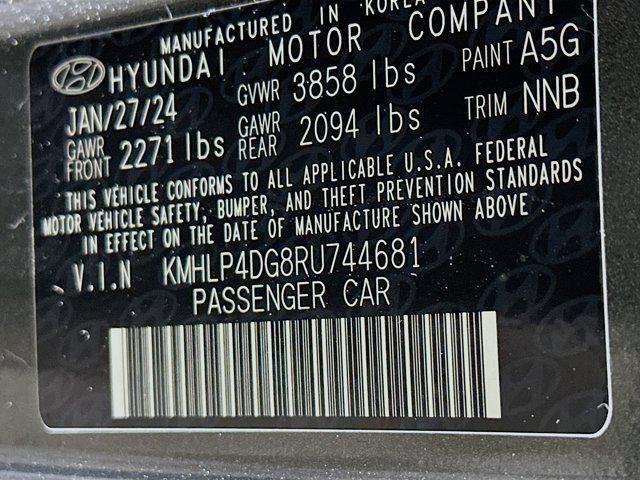 MANUFACTURED IN KOREA
HYUNDAI MOTOR COMPANY
JAN/27/24 GVWR 3858 lbs PAINT A5G
GAWR FRONT 2271 lbs GAWR REAR 2094 lbs TRIM NNB
THIS VEHICLE CONFORMS TO ALL APPLICABLE U.S.A. FEDERAL
MOTOR VEHICLE SAFETY, BUMPER, AND THEFT PREVENTION STANDARDS
IN EFFECT ON THE DATE OF MANUFACTURE SHOWN ABOVE
V.I.N KMHLP4DG8RU744681
PASSENGER CAR